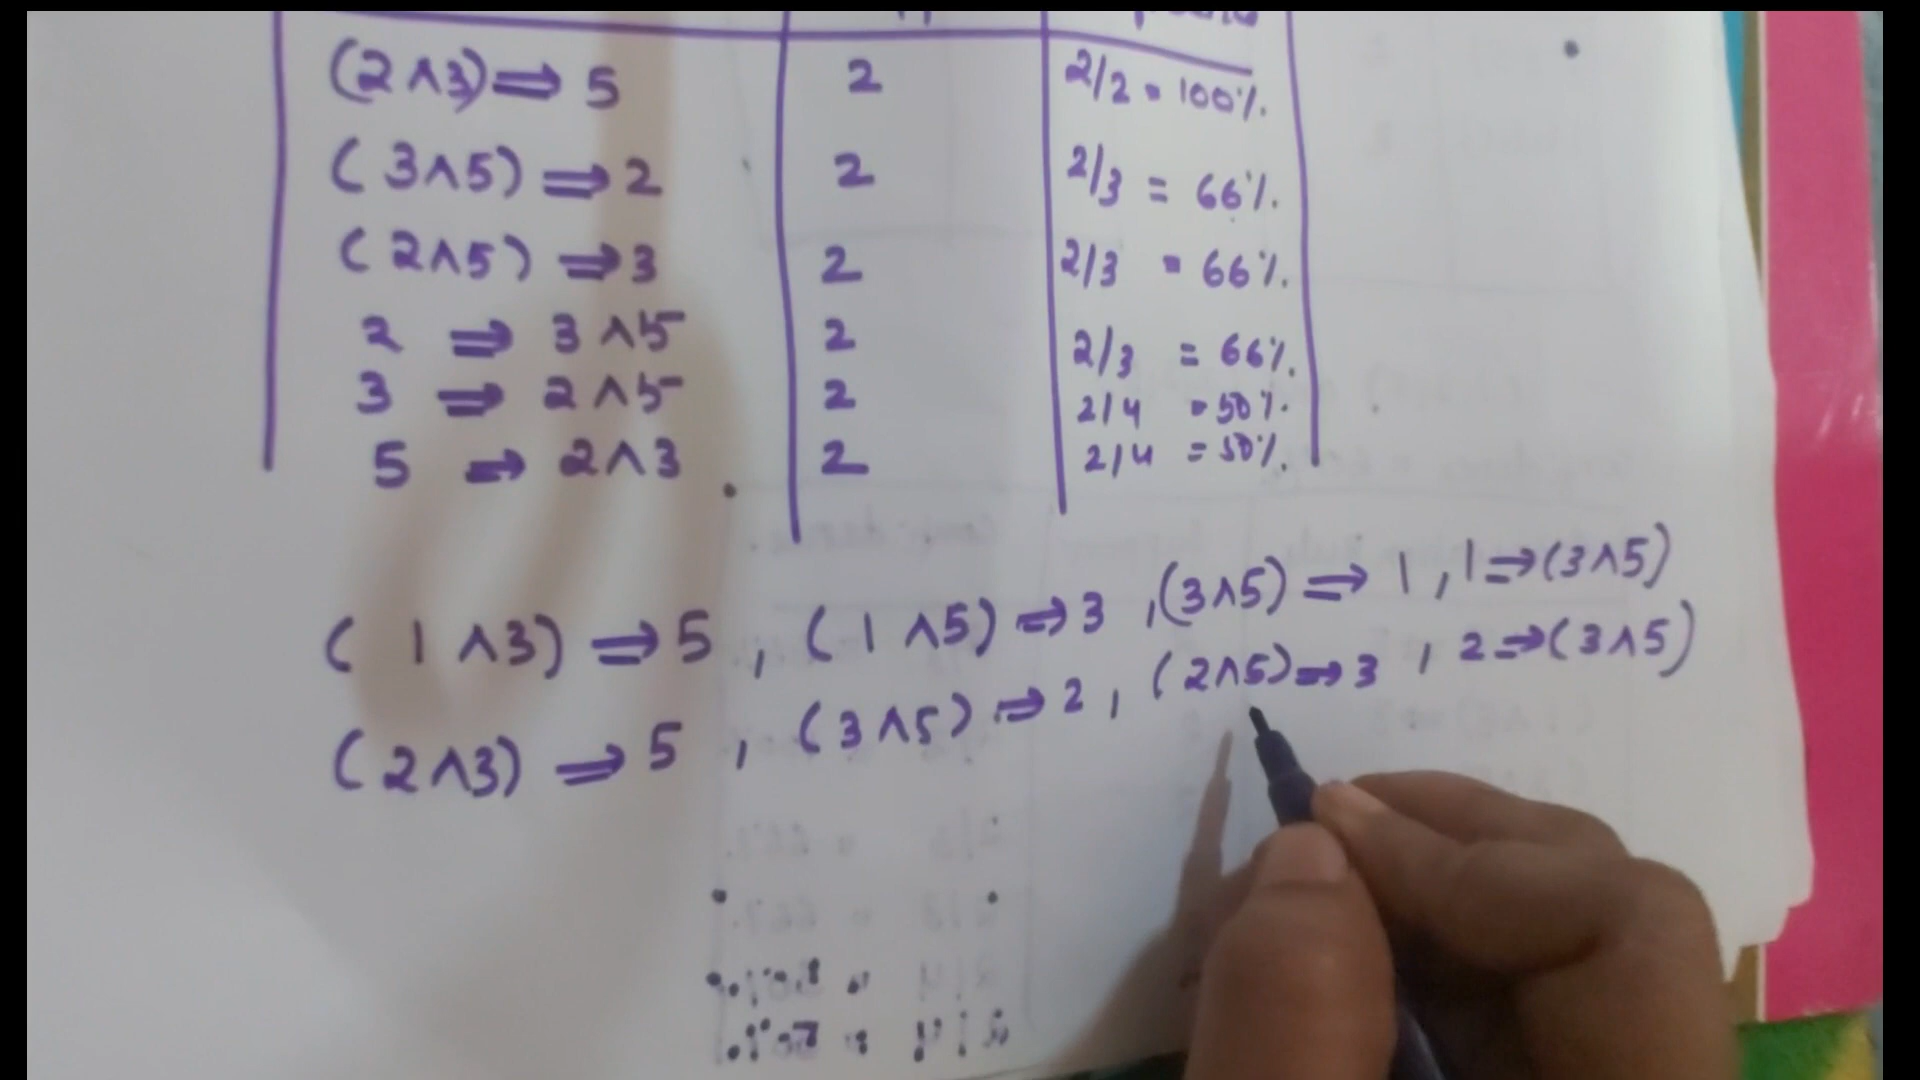 (2∧3) ⇒ 5 2 2/2 = 100%.
(3∧5) ⇒ 2 2 2/3 = 66%.
(2∧5) ⇒ 3 2 2/3 = 66%.
2 ⇒ 3∧5 2 2/3 = 66%.
3 ⇒ 2∧5 2 2/4 = 50%.
5 ⇒ 2∧3 2 2/4 = 50%.
(1∧3) ⇒ 5, (1∧5) ⇒ 3, (3∧5) ⇒ 1, 1 ⇒ (3∧5)
(2∧3) ⇒ 5, (3∧5) ⇒ 2, (2∧5) ⇒ 3, 2 ⇒ (3∧5)